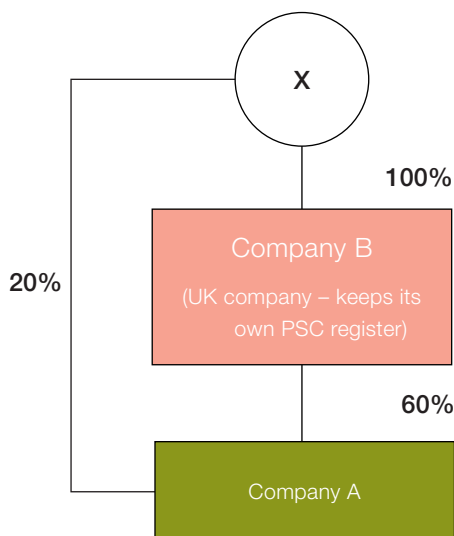 X
100%
Company B
20%
(UK company – keeps its
own PSC register)
60%
Company A